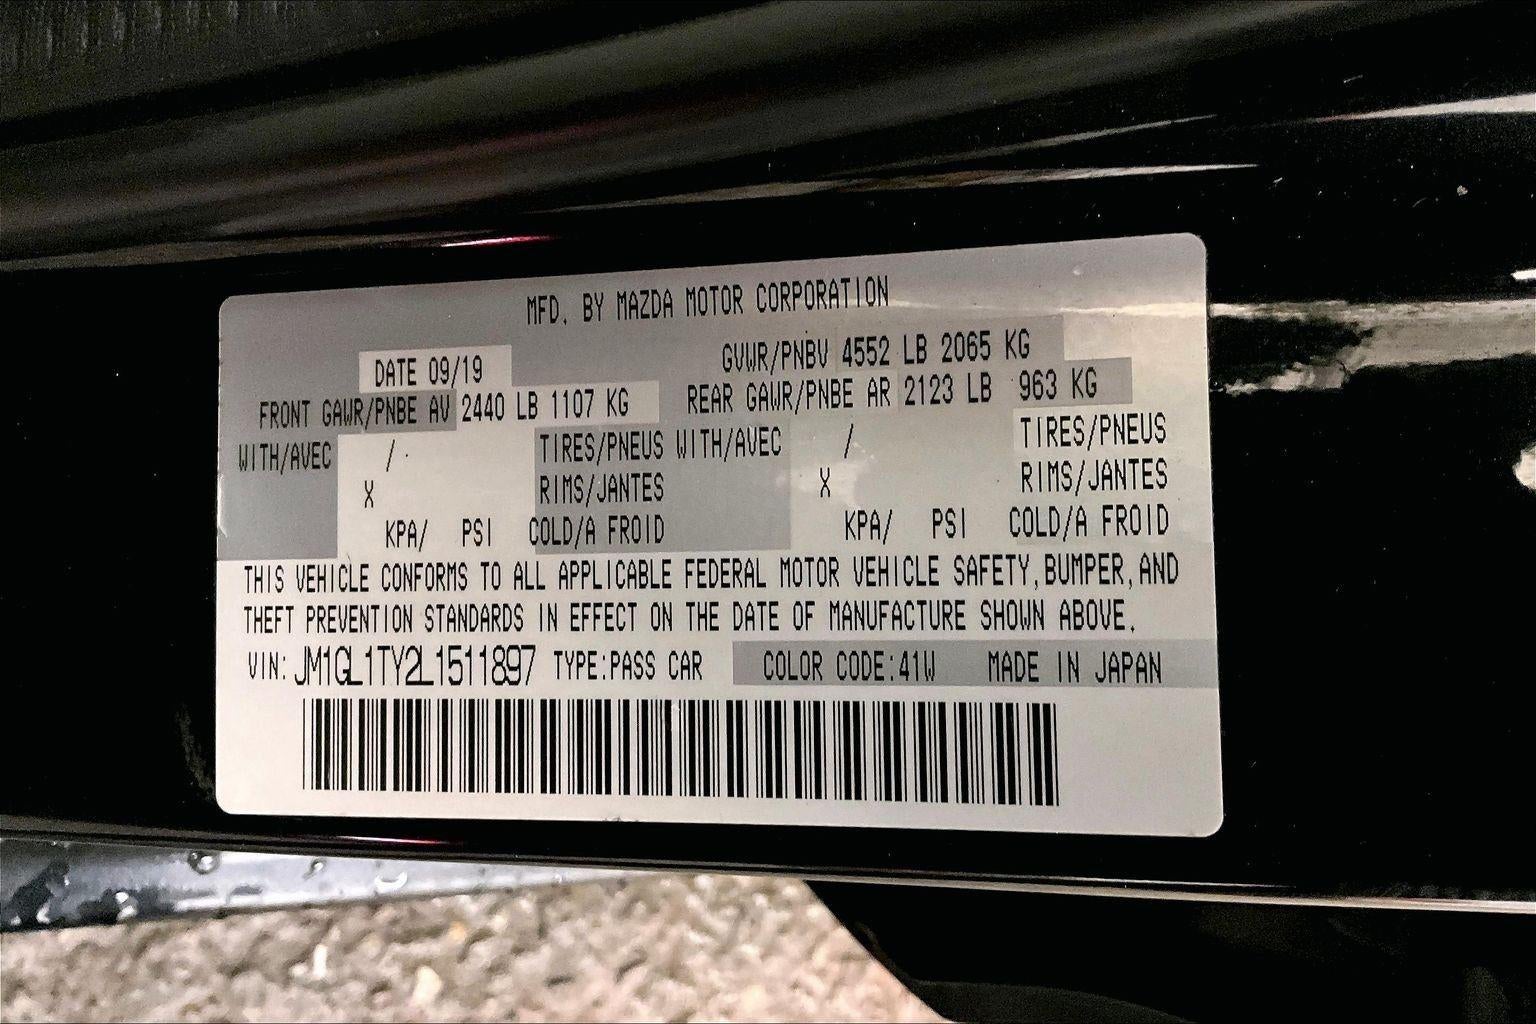 MFD. BY MAZDA MOTOR CORPORATION
DATE 09/19 GVWR/PNBV 4552 LB 2065 KG
FRONT GAWR/PNBE AV 2440 LB 1107 KG REAR GAWR/PNBE AR 2123 LB 963 KG
WITH/AVEC / TIRES/PNEUS WITH/AVEC / TIRES/PNEUS
X RIMS/JANTES X RIMS/JANTES
KPA/ PSI COLD/A FROID KPA/ PSI COLD/A FROID
THIS VEHICLE CONFORMS TO ALL APPLICABLE FEDERAL MOTOR VEHICLE SAFETY, BUMPER, AND
THEFT PREVENTION STANDARDS IN EFFECT ON THE DATE OF MANUFACTURE SHOWN ABOVE.
VIN: JM1GL1TY2L1511897 TYPE:PASS CAR COLOR CODE:41W MADE IN JAPAN